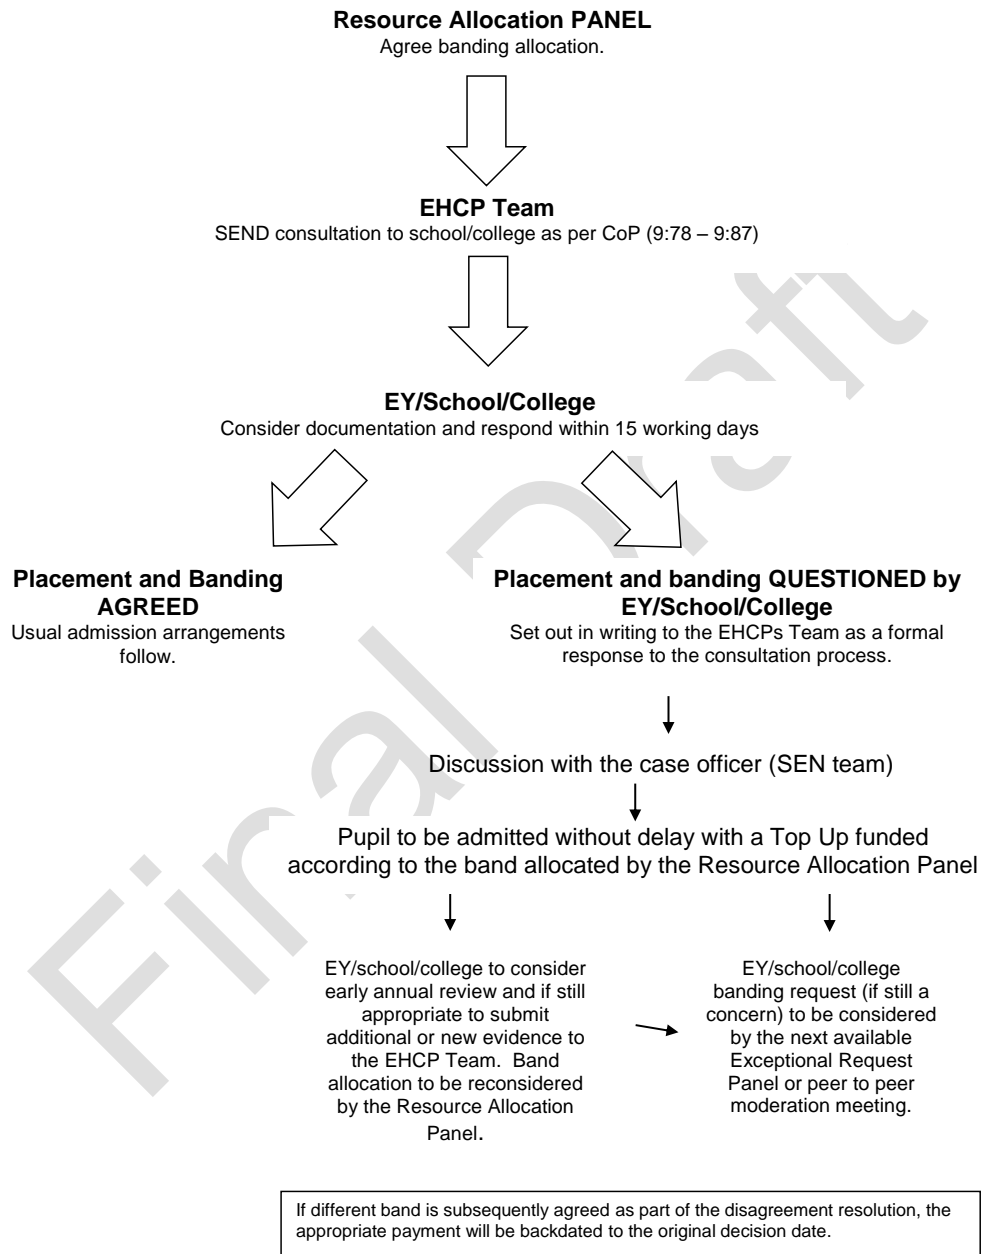 Resource Allocation PANEL
Agree banding allocation.
EHCP Team
SEND consultation to school/college as per CoP (9:78 – 9:87)
EY/School/College
Consider documentation and respond within 15 working days
Placement and Banding
AGREED
Usual admission arrangements
follow.
Placement and banding QUESTIONED by
EY/School/College
Set out in writing to the EHCPs Team as a formal
response to the consultation process.
Discussion with the case officer (SEN team)
Pupil to be admitted without delay with a Top Up funded
according to the band allocated by the Resource Allocation Panel
EY/school/college to consider
early annual review and if still
appropriate to submit
additional or new evidence to
the EHCP Team.  Band
allocation to be reconsidered
by the Resource Allocation
Panel.
EY/school/college
banding request (if still a
concern) to be considered
by the next available
Exceptional Request
Panel or peer to peer
moderation meeting.
If different band is subsequently agreed as part of the disagreement resolution, the
appropriate payment will be backdated to the original decision date.
Final Draft